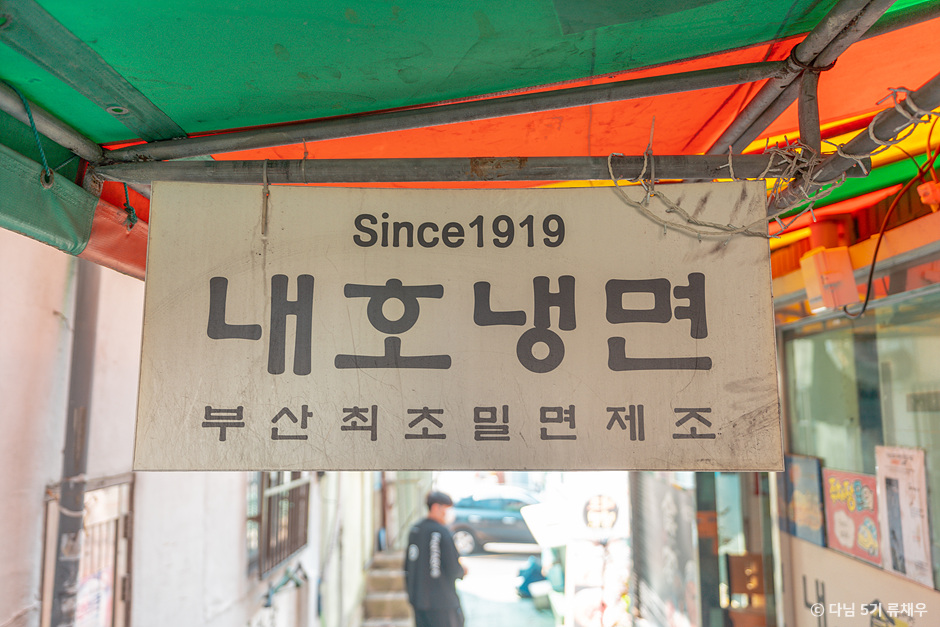 Since1919
내호냉면
부산최초밀면제조
© 다님 5기 류채우